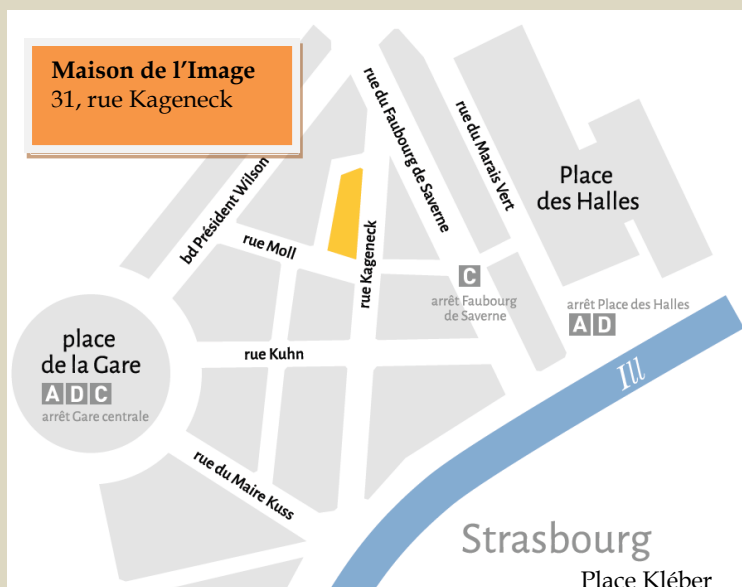 Maison de l’Image
31, rue Kageneck
rue du Faubourg de Saverne
rue du Marais Vert
Place
des Halles
bd Président Wilson
rue Moll
rue Kageneck
C
arrêt Faubourg
de Saverne
arrêt Place des Halles
A D
place
de la Gare
A D C
arrêt Gare centrale
rue Kuhn
Ill
rue du Maire Kuss
Strasbourg
Place Kléber